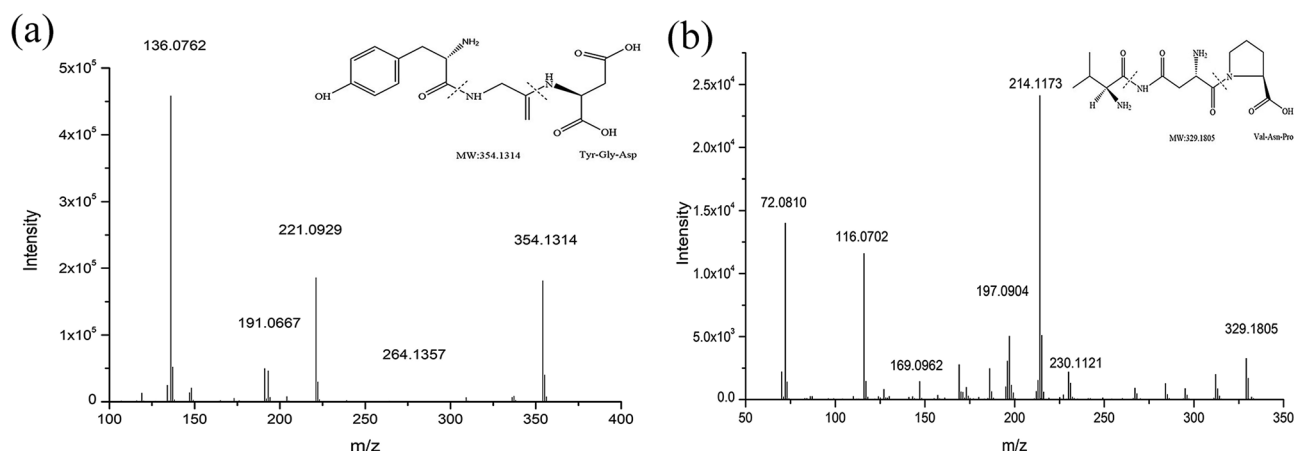 (a)
136.0762
5x10⁵
4x10⁵
3x10⁵
2x10⁵
1x10⁵
0
Intensity
221.0929
191.0667
264.1357
354.1314
NH₂
OH
O
O
OH
N
H
H
N
O
OH
MW:354.1314
Tyr-Gly-Asp
100
150
200
250
300
350
400
m/z
(b)
2.5x10⁴
2.0x10⁴
1.5x10⁴
1.0x10⁴
5.0x10³
0.0
Intensity
214.1173
72.0810
116.0702
197.0904
169.0962
230.1121
329.1805
O
O
NH₂
N
H
NH₂
NH
O
O
OH
MW:329.1805
Val-Asn-Pro
50
100
150
200
250
300
350
m/z